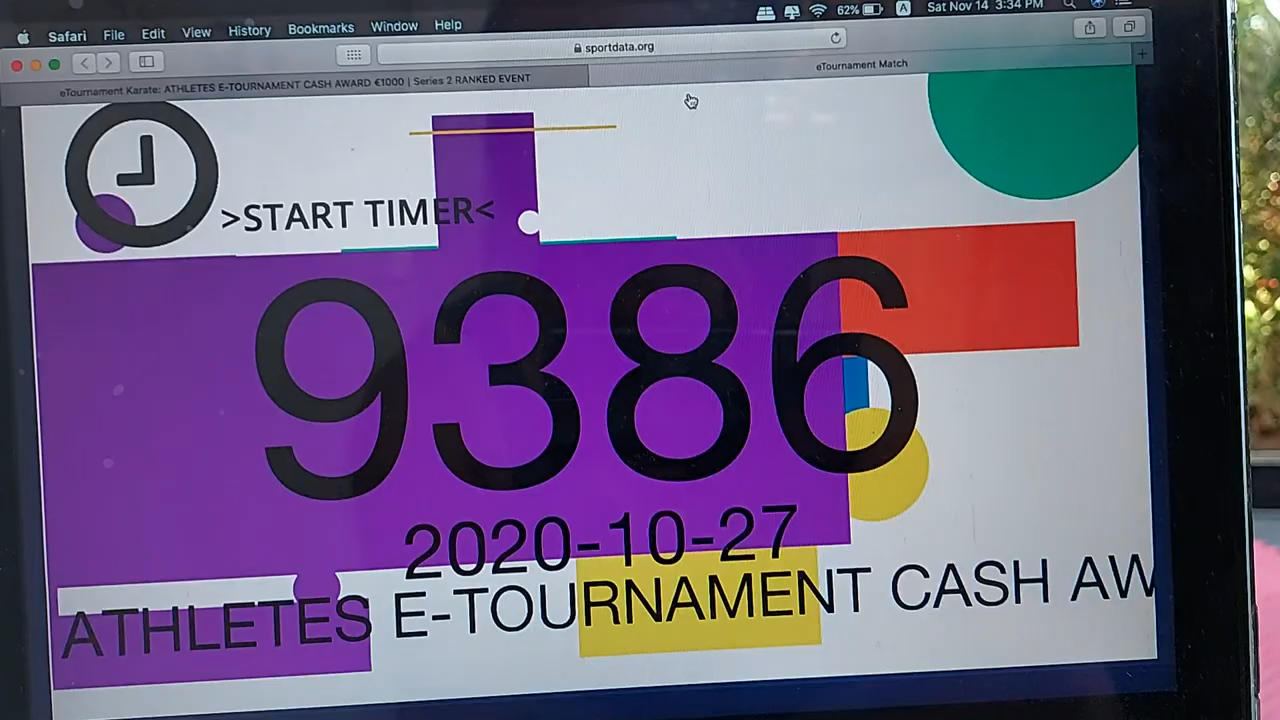 Safari File Edit View History Bookmarks Window Help 62% A Sat Nov 14 3:34 PM
sportdata.org
eTournament Karate: ATHLETES E-TOURNAMENT CASH AWARD €1000 | Series 2 RANKED EVENT
eTournament Match
>START TIMER<
9386
2020-10-27
ATHLETES E-TOURNAMENT CASH AW